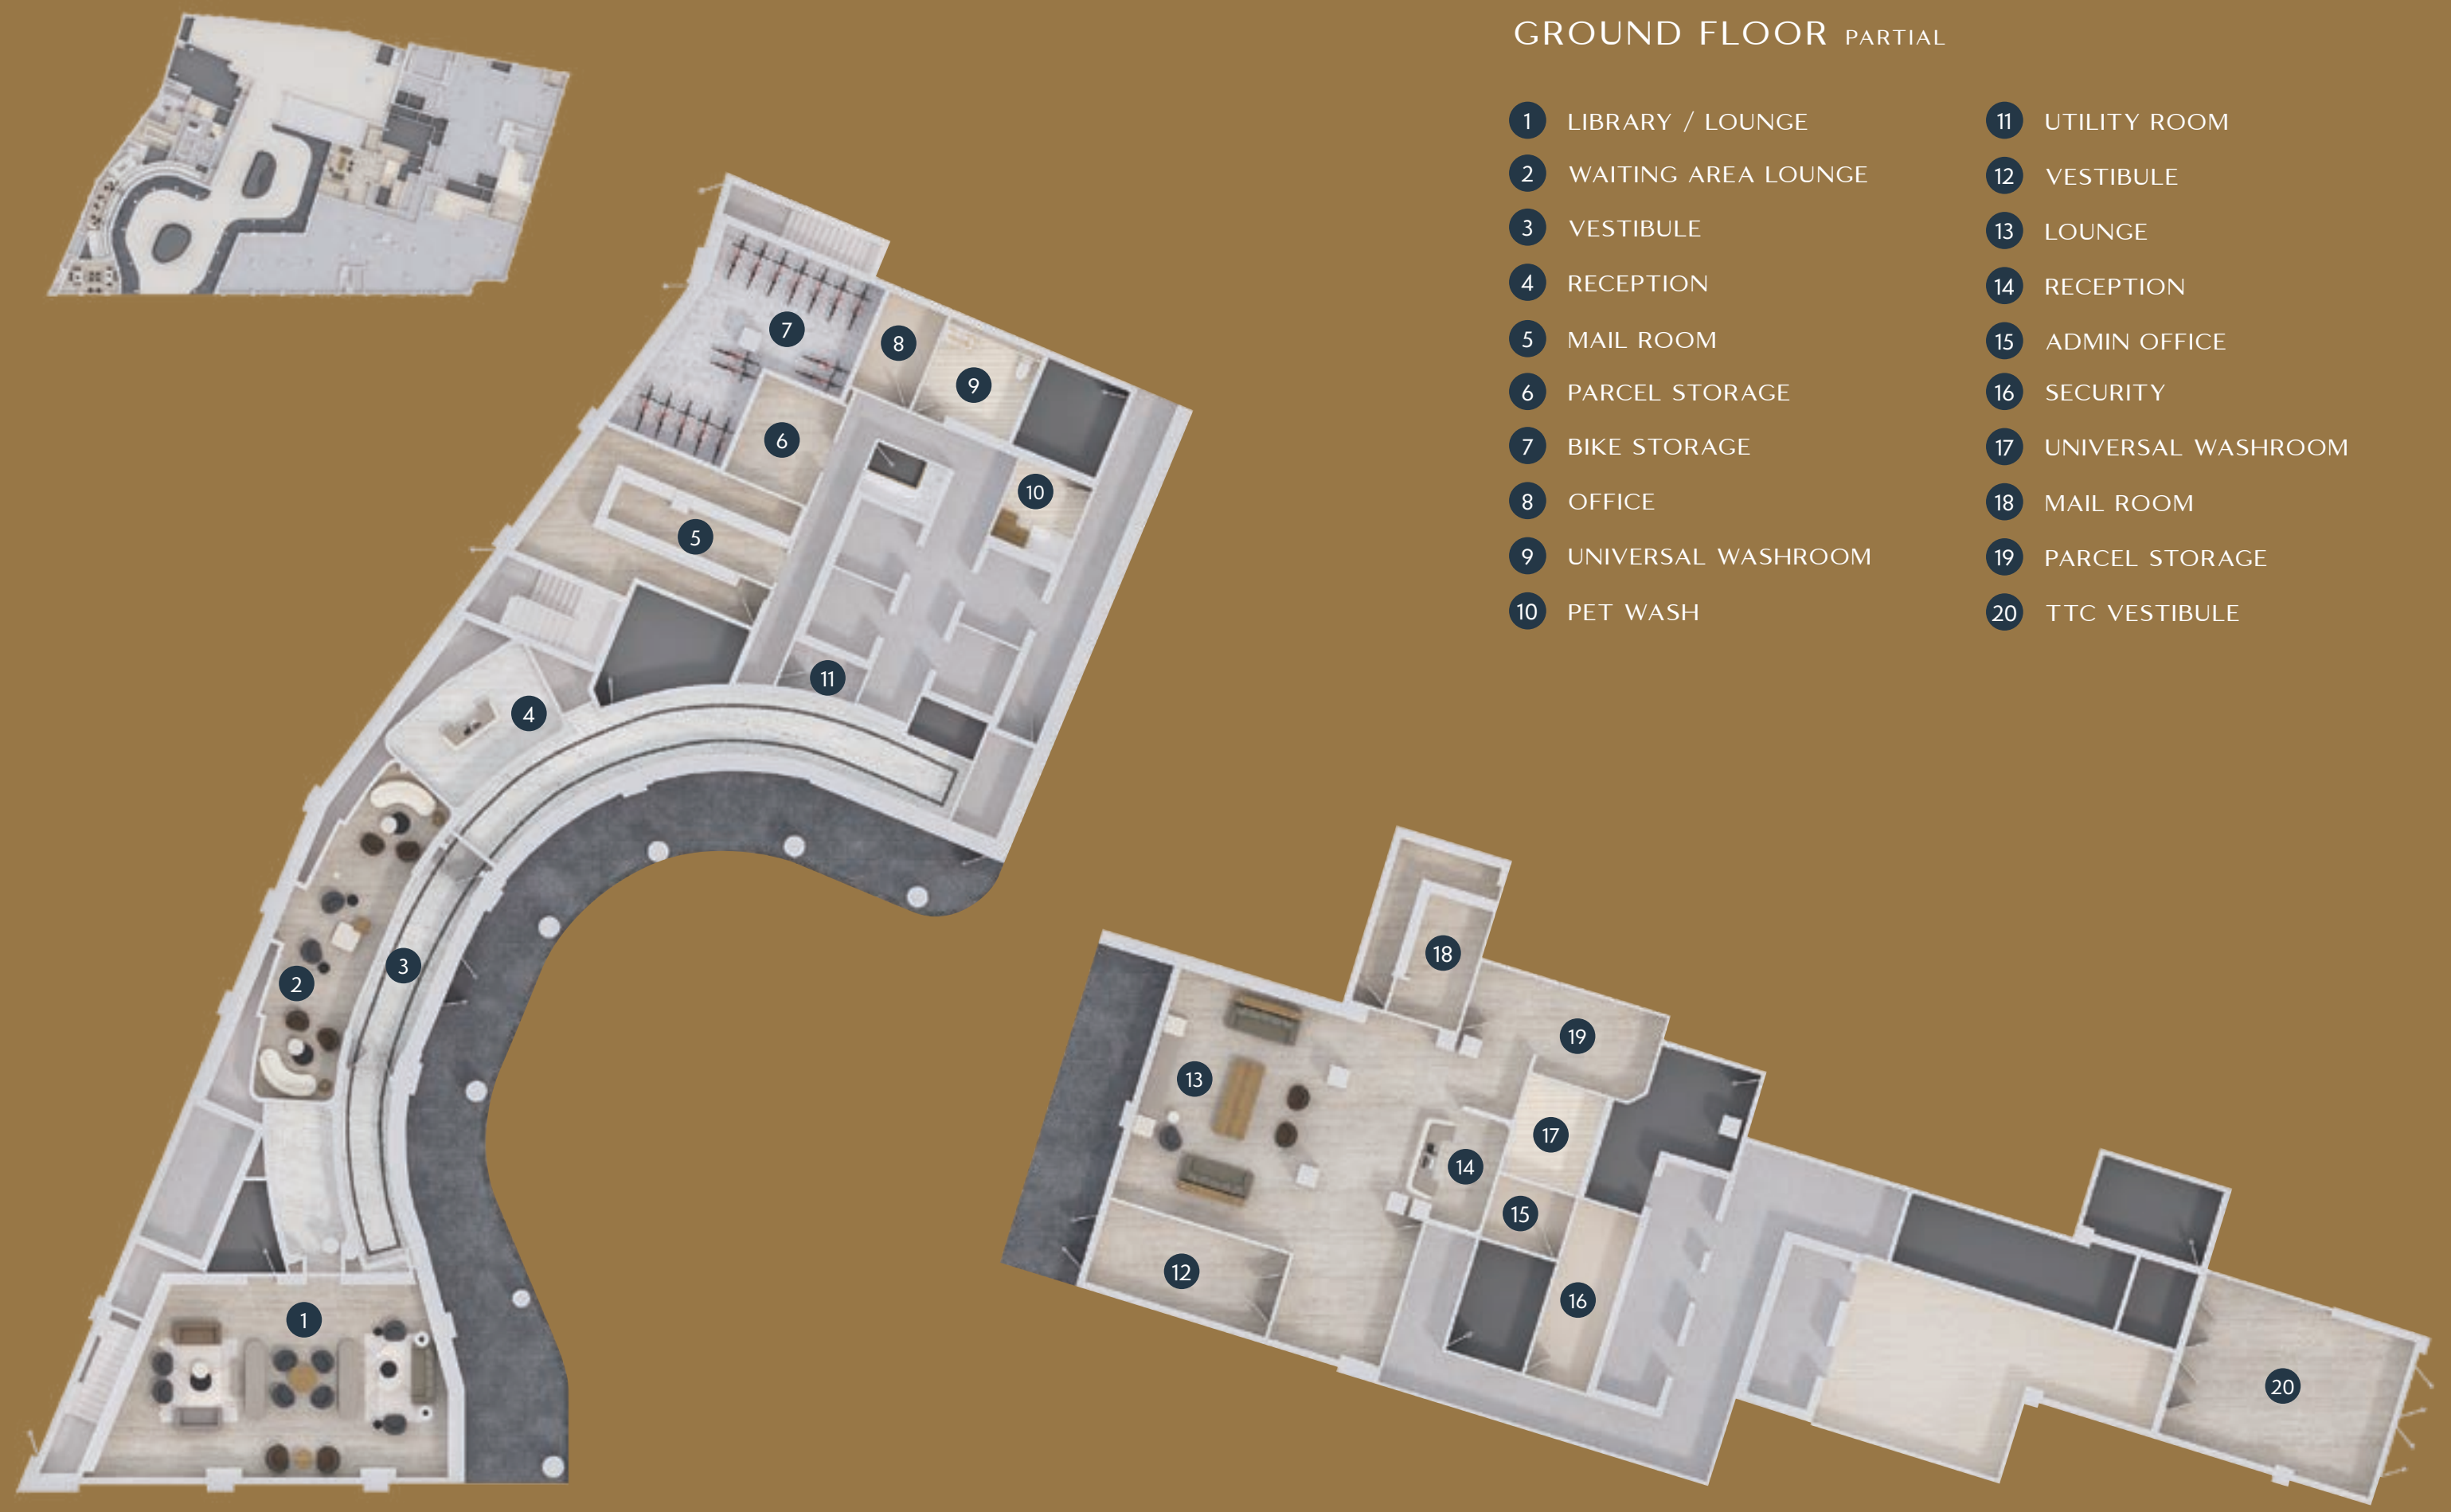 GROUND FLOOR PARTIAL
1 LIBRARY / LOUNGE
2 WAITING AREA LOUNGE
3 VESTIBULE
4 RECEPTION
5 MAIL ROOM
6 PARCEL STORAGE
7 BIKE STORAGE
8 OFFICE
9 UNIVERSAL WASHROOM
10 PET WASH
11 UTILITY ROOM
12 VESTIBULE
13 LOUNGE
14 RECEPTION
15 ADMIN OFFICE
16 SECURITY
17 UNIVERSAL WASHROOM
18 MAIL ROOM
19 PARCEL STORAGE
20 TTC VESTIBULE
7
8
9
6
10
5
11
4
3
2
1
18
19
13
17
14
15
12
16
20